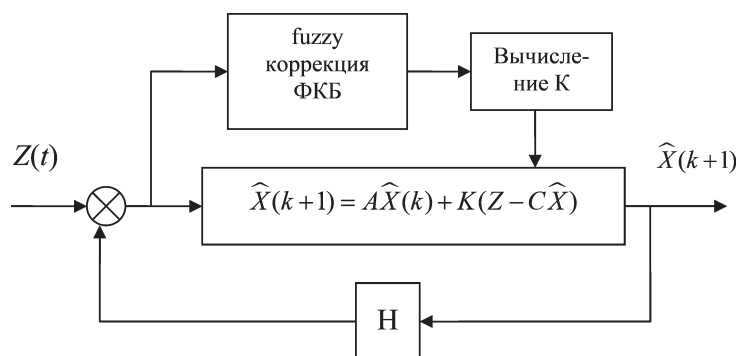 fuzzy
коррекция
ФКБ
Вычисле-
ние К
Z(t)
X̂(k+1)
X̂(k+1) = AX̂(k) + K(Z − CX̂)
H